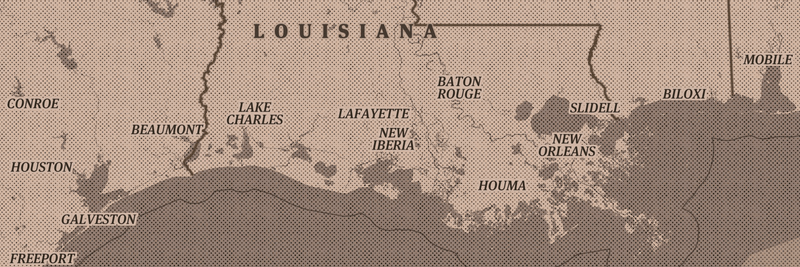 LOUISIANA
MOBILE
BATON
ROUGE
BILOXI
CONROE
LAKE
CHARLES
SLIDELL
LAFAYETTE
BEAUMONT
NEW
IBERIA
NEW
ORLEANS
HOUSTON
HOUMA
GALVESTON
FREEPORT